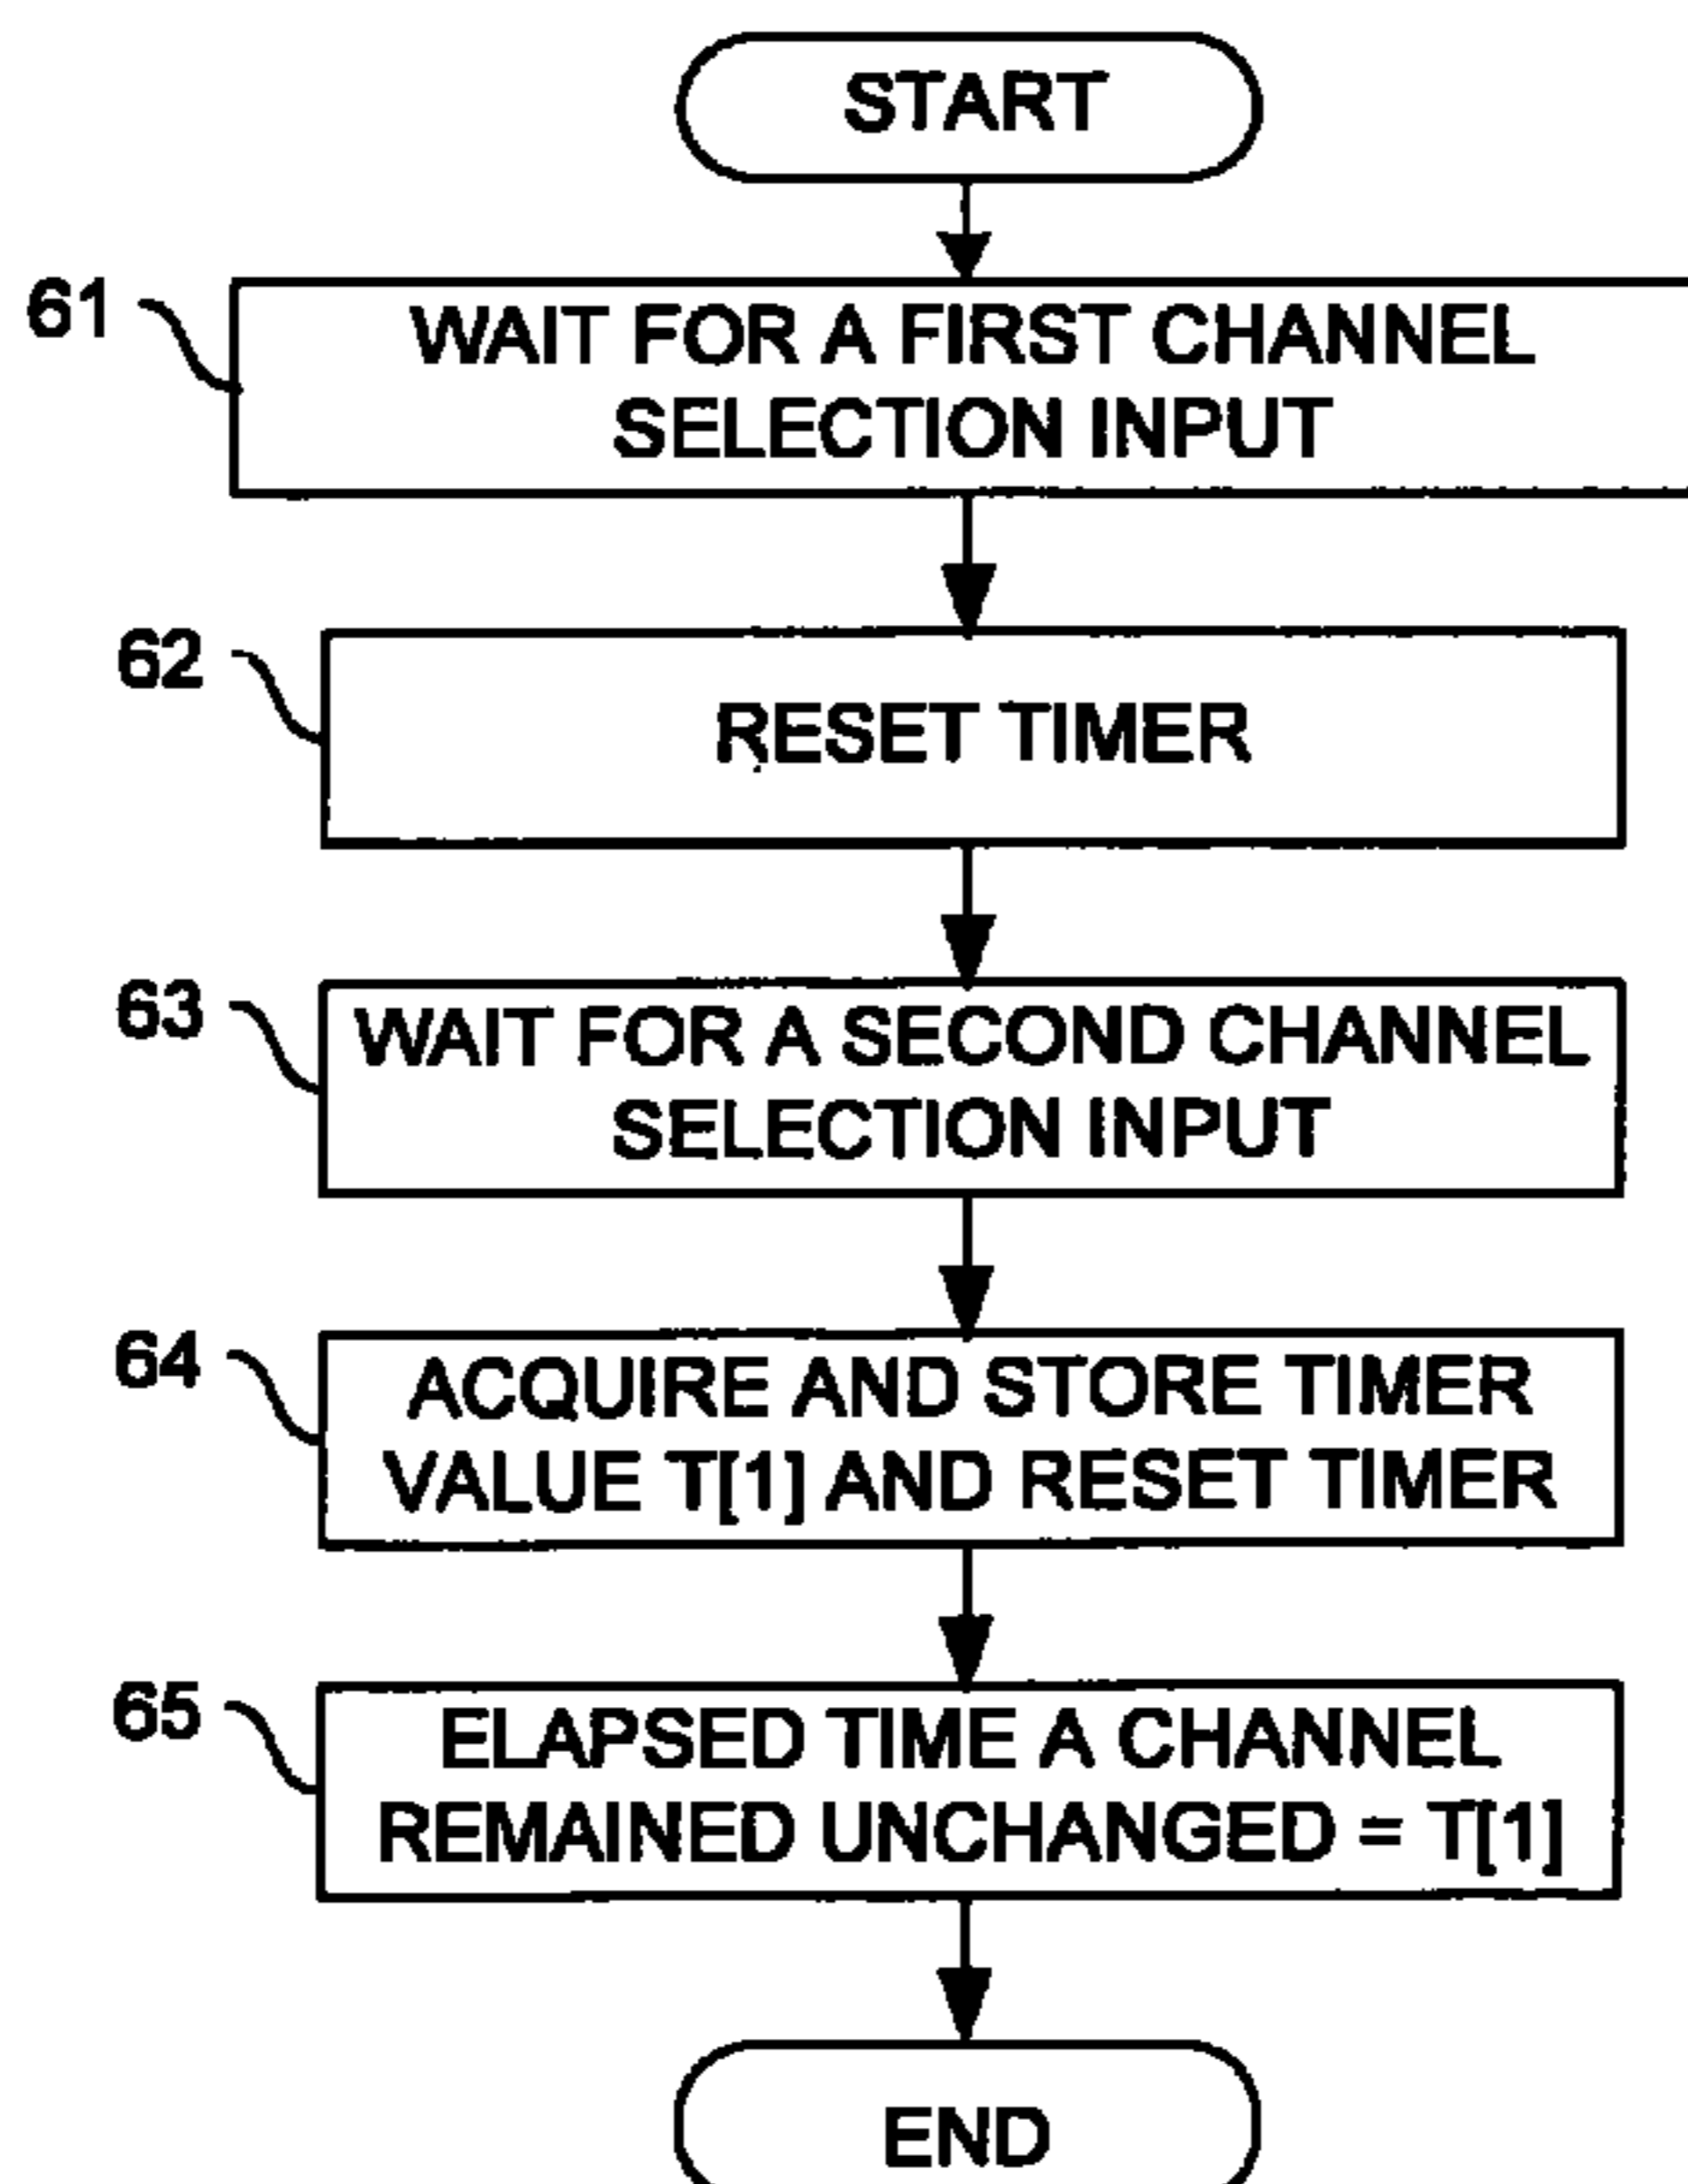 START
61
WAIT FOR A FIRST CHANNEL
SELECTION INPUT
62
RESET TIMER
63
WAIT FOR A SECOND CHANNEL
SELECTION INPUT
64
ACQUIRE AND STORE TIMER
VALUE T[1] AND RESET TIMER
65
ELAPSED TIME A CHANNEL
REMAINED UNCHANGED = T[1]
END